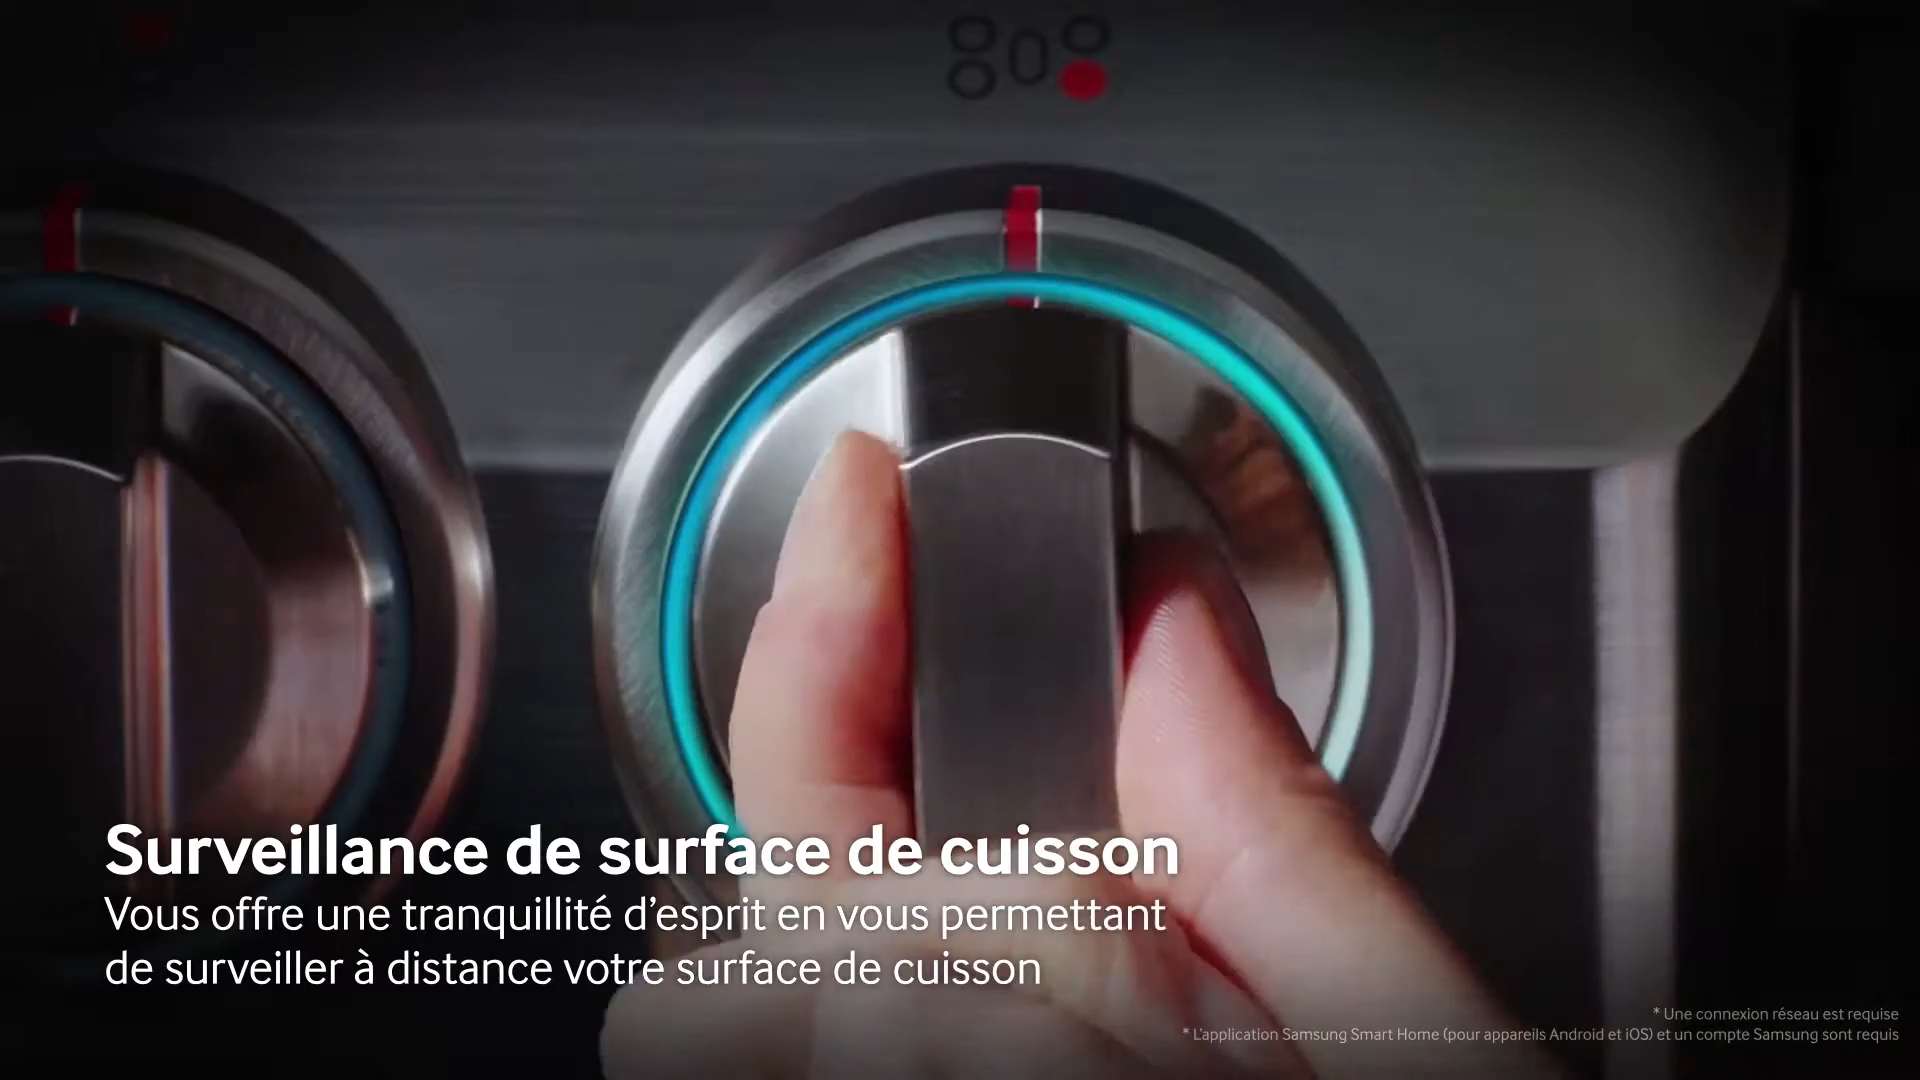 Surveillance de surface de cuisson
Vous offre une tranquillité d’esprit en vous permettant
de surveiller à distance votre surface de cuisson
* Une connexion réseau est requise
* L’application Samsung Smart Home (pour appareils Android et iOS) et un compte Samsung sont requis